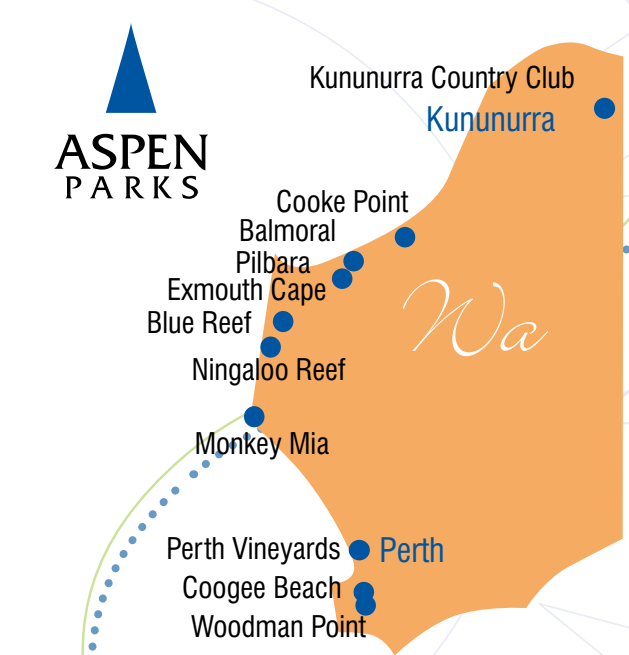 ASPEN
PARKS
Kununurra Country Club
Kununurra
Cooke Point
Balmoral
Pilbara
Exmouth Cape
Blue Reef
Ningaloo Reef
Wa
Monkey Mia
Perth Vineyards
Perth
Coogee Beach
Woodman Point